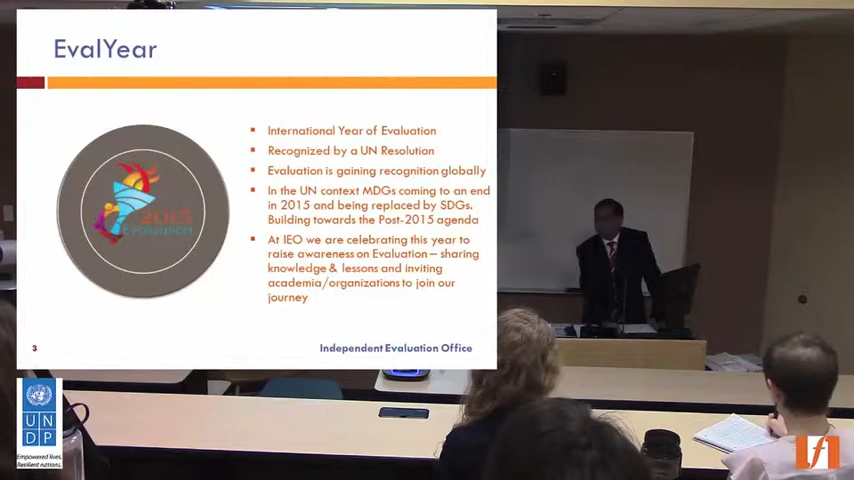 EvalYear
International Year of Evaluation
Recognized by a UN Resolution
Evaluation is gaining recognition globally
In the UN context MDGs coming to an end
in 2015 and being replaced by SDGs.
Building towards the Post-2015 agenda
At IEO we are celebrating this year to
raise awareness on Evaluation – sharing
knowledge & lessons and inviting
academia/organizations to join our
journey
2015
Evaluation
3
Independent Evaluation Office
U N
D P
Empowered lives.
Resilient nations.